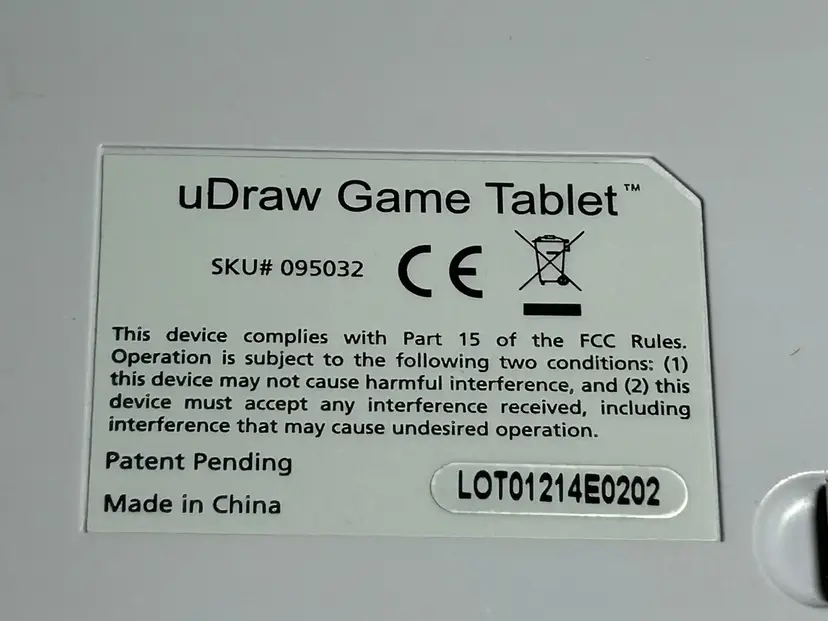 uDraw Game Tablet™
SKU# 095032 CE
This device complies with Part 15 of the FCC Rules.
Operation is subject to the following two conditions: (1)
this device may not cause harmful interference, and (2) this
device must accept any interference received, including
interference that may cause undesired operation.
Patent Pending
LOT01214E0202
Made in China